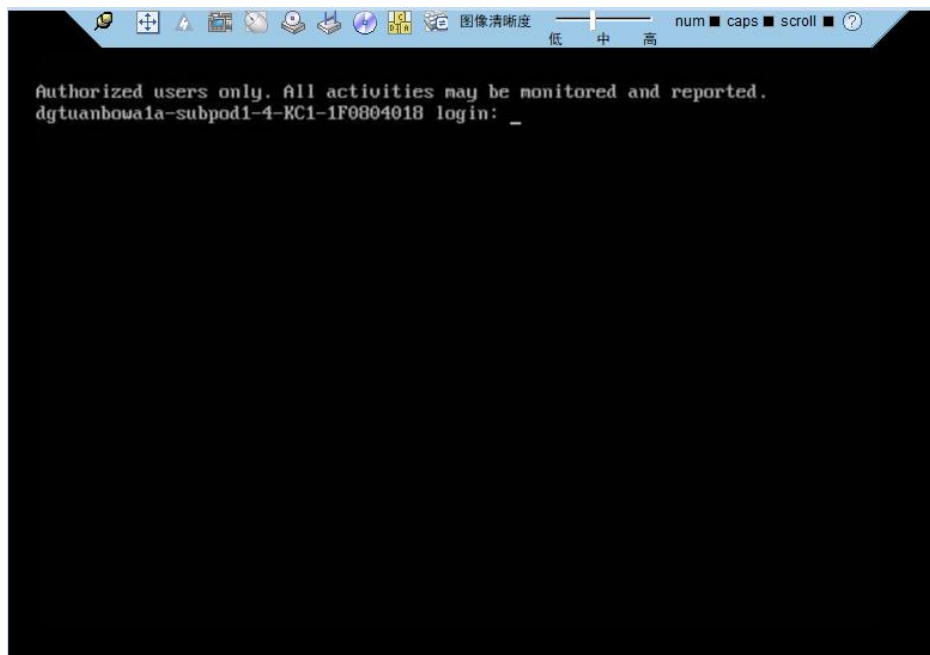 图像清晰度 num caps scroll ?
低 中 高
Authorized users only. All activities may be monitored and reported.
dgtuanbowa1a-subpod1-4-KC1-1F0804018 login: _